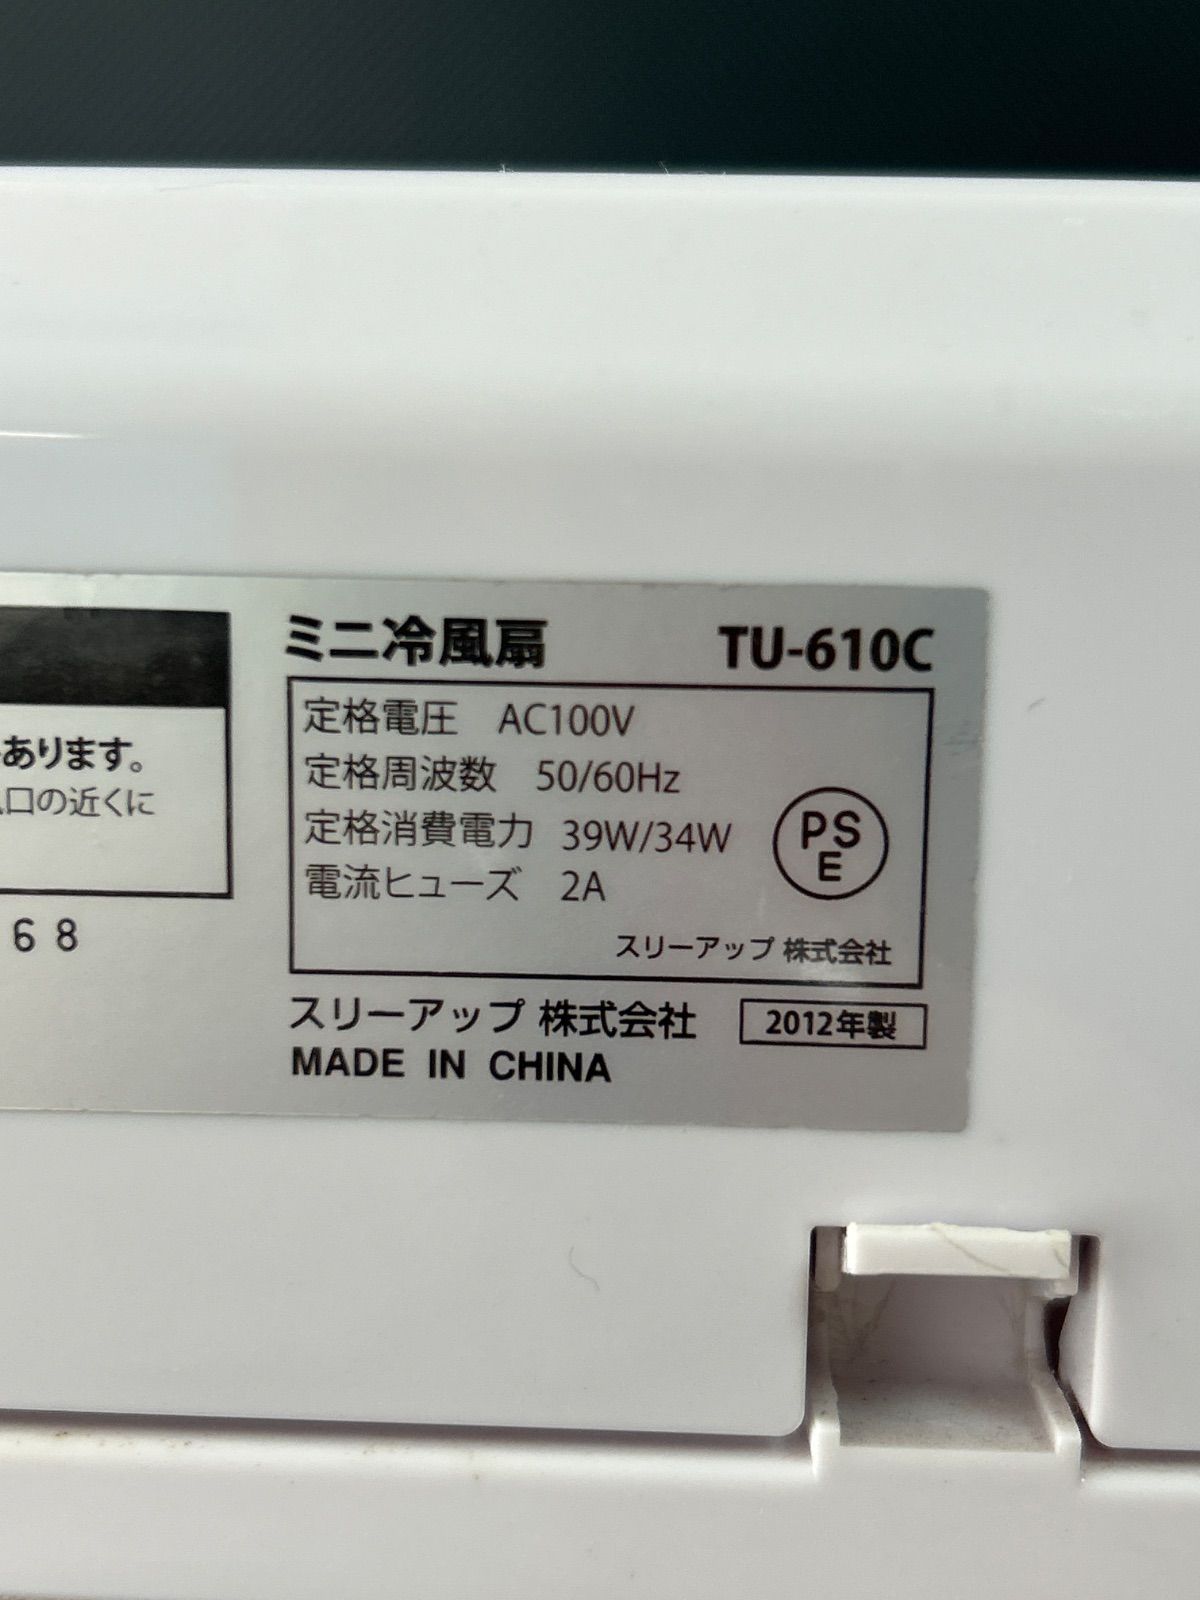 ミニ冷風扇 TU-610C
定格電圧 AC100V
定格周波数 50/60Hz
定格消費電力 39W/34W
電流ヒューズ 2A
PS
E
スリーアップ 株式会社
スリーアップ 株式会社 2012年製
MADE IN CHINA
あります。
口の近くに
68